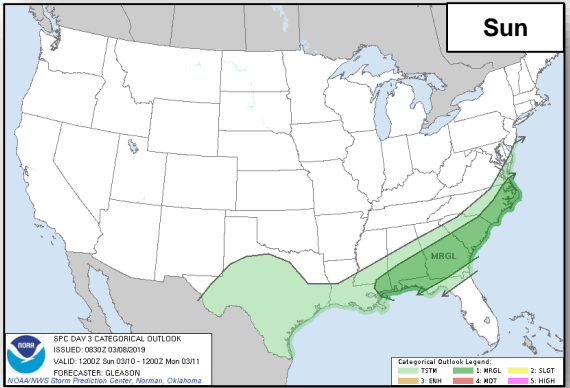 Sun
MRGL
SPC DAY 3 CATEGORICAL OUTLOOK
ISSUED: 0830Z 03/08/2019
VALID: 1200Z Sun 03/10 - 1200Z Mon 03/11
FORECASTER: GLEASON
NOAA/NWS Storm Prediction Center, Norman, Oklahoma
NOAA
Categorical Outlook Legend:
TSTM 1: MRGL 2: SLGT
3: ENH 4: MDT 5: HIGH